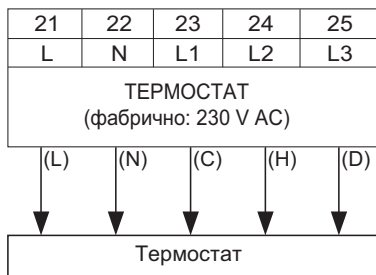 21 22 23 24 25
L N L1 L2 L3
ТЕРМОСТАТ
(фабрично: 230 V AC)
(L) (N) (C) (H) (D)
Термостат